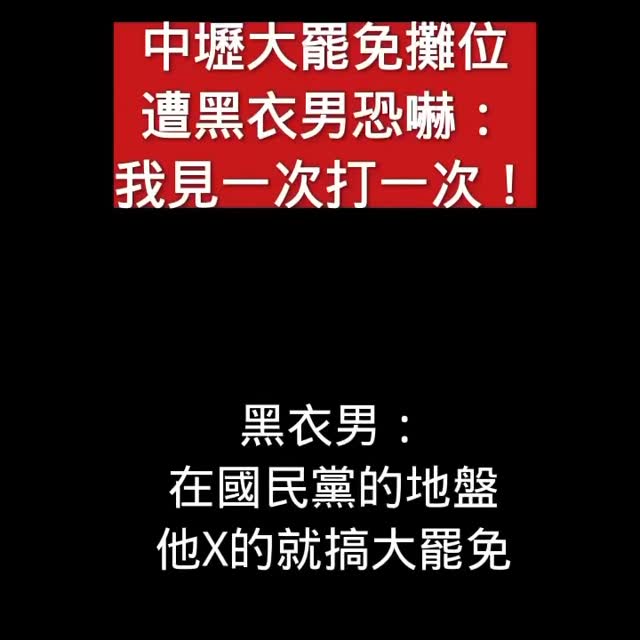 中壢大罷免攤位
遭黑衣男恐嚇：
我見一次打一次！
黑衣男：
在國民黨的地盤
他X的就搞大罷免